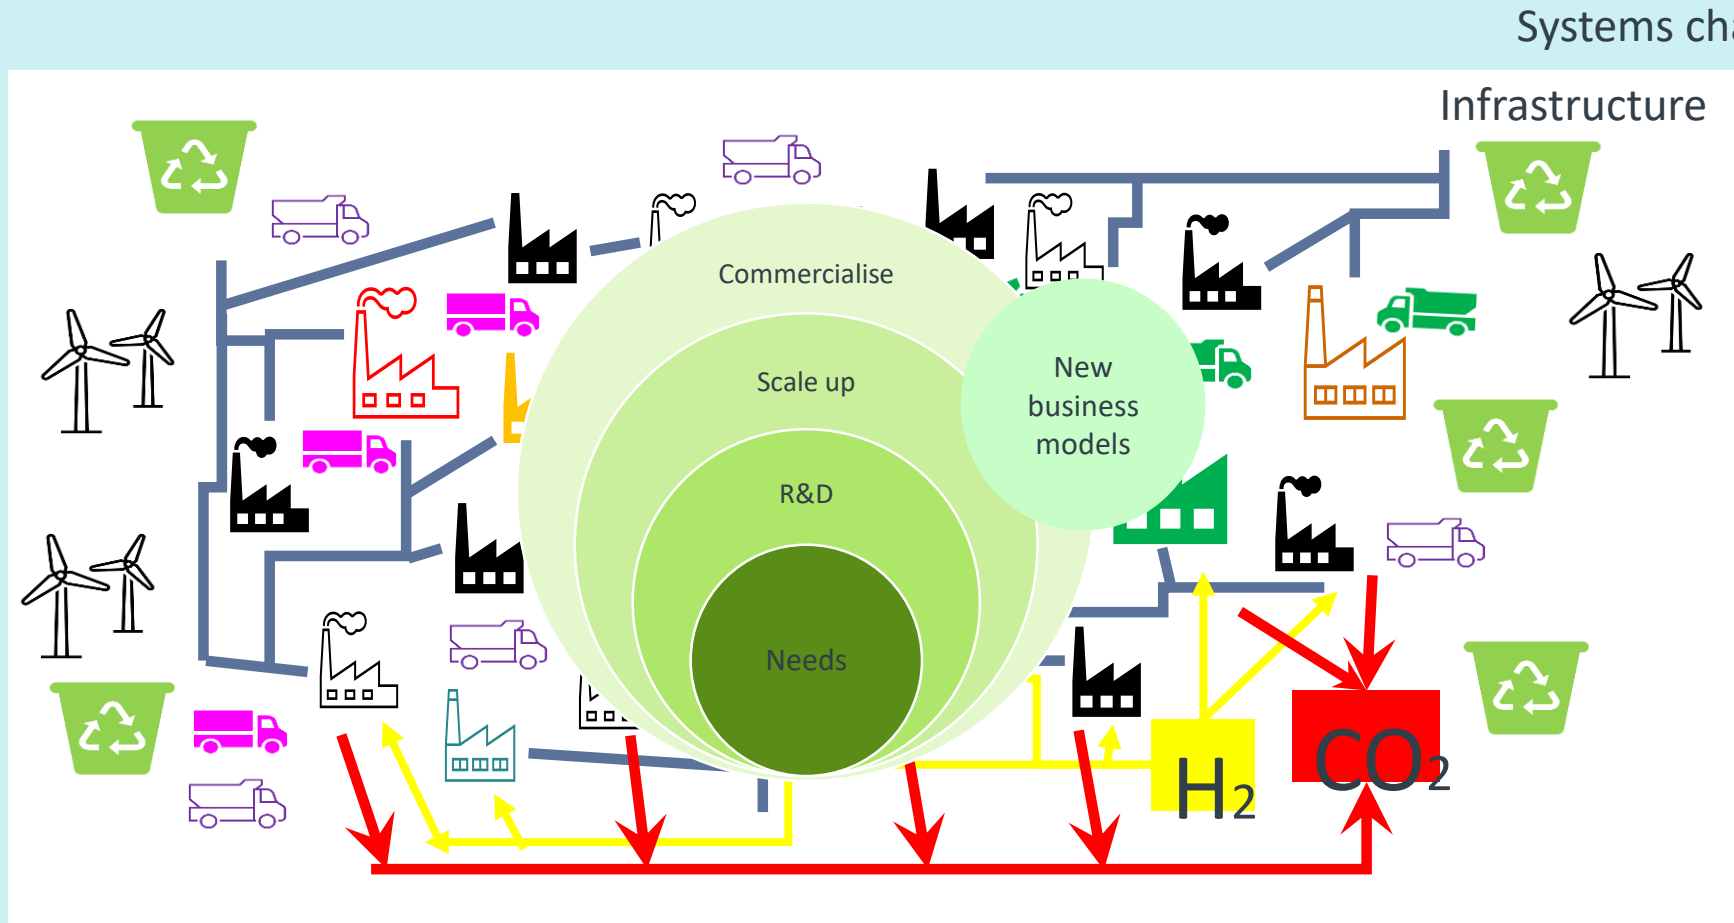 Systems cha
Infrastructure
Commercialise
Scale up
New
business
models
R&D
Needs
H2
CO2